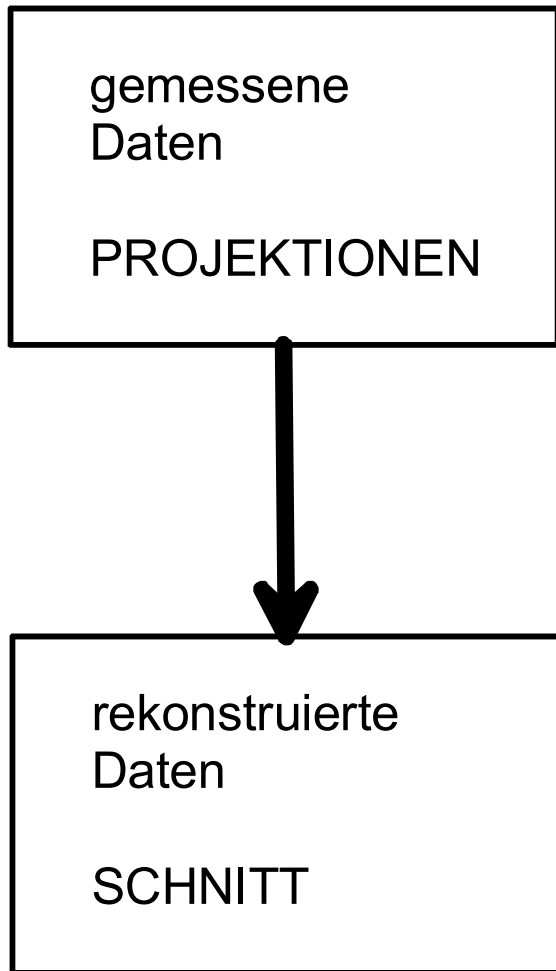 gemessene
Daten
PROJEKTIONEN
rekonstruierte
Daten
SCHNITT